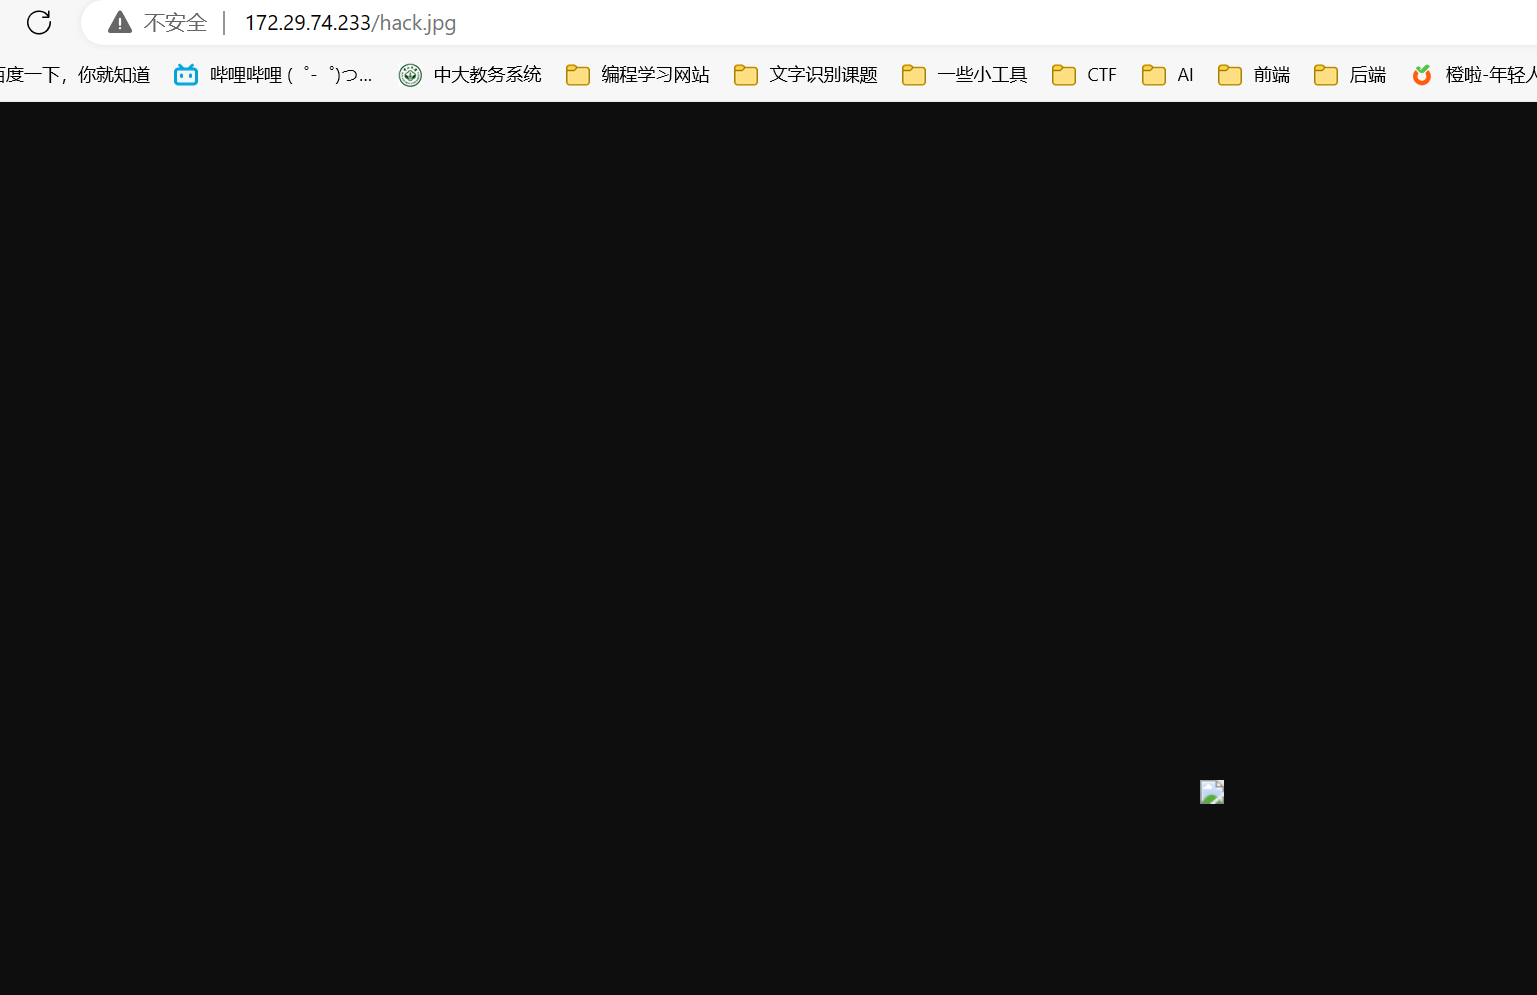 不安全 | 172.29.74.233/hack.jpg
百度一下，你就知道 哔哩哔哩 (゜-゜)つ... 中大教务系统 编程学习网站 文字识别课题 一些小工具 CTF AI 前端 后端 橙啦-年轻人